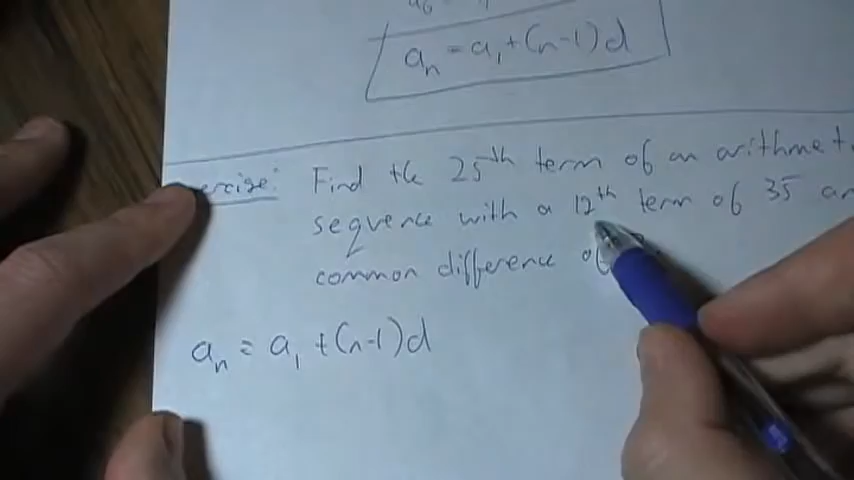 aₙ = a₁ + (n-1)d
Find the 25th term of an arithmet
sequence with a 12th term of 35 an
common difference of
aₙ = a₁ + (n-1)d